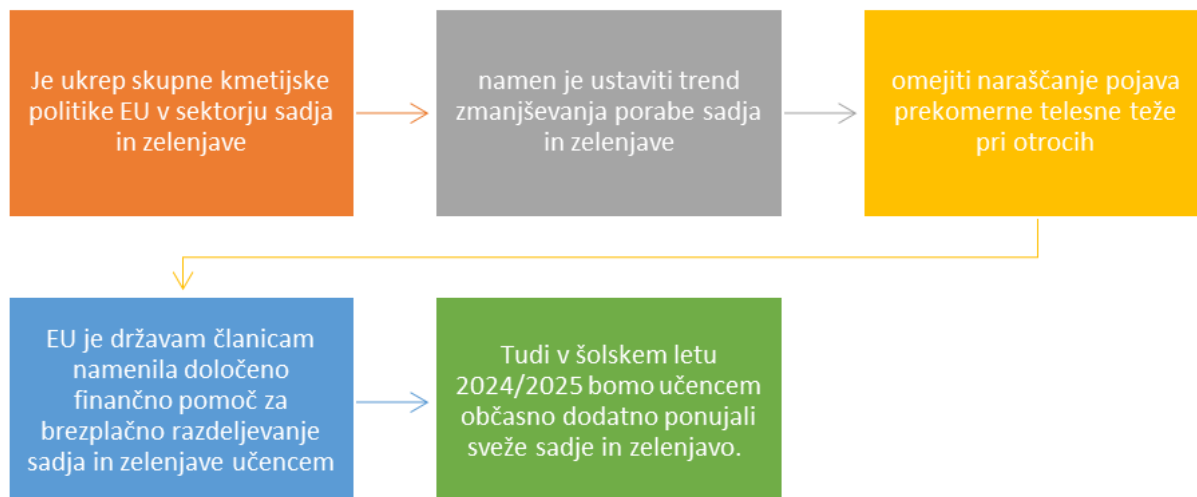 Je ukrep skupne kmetijske
politike EU v sektorju sadja
in zelenjave
namen je ustaviti trend
zmanjševanja porabe sadja
in zelenjave
omejiti naraščanje pojava
prekomerne telesne teže
pri otrocih
EU je državam članicam
namenila določeno
finančno pomoč za
brezplačno razdeljevanje
sadja in zelenjave učencem
Tudi v šolskem letu
2024/2025 bomo učencem
občasno dodatno ponujali
sveže sadje in zelenjavo.